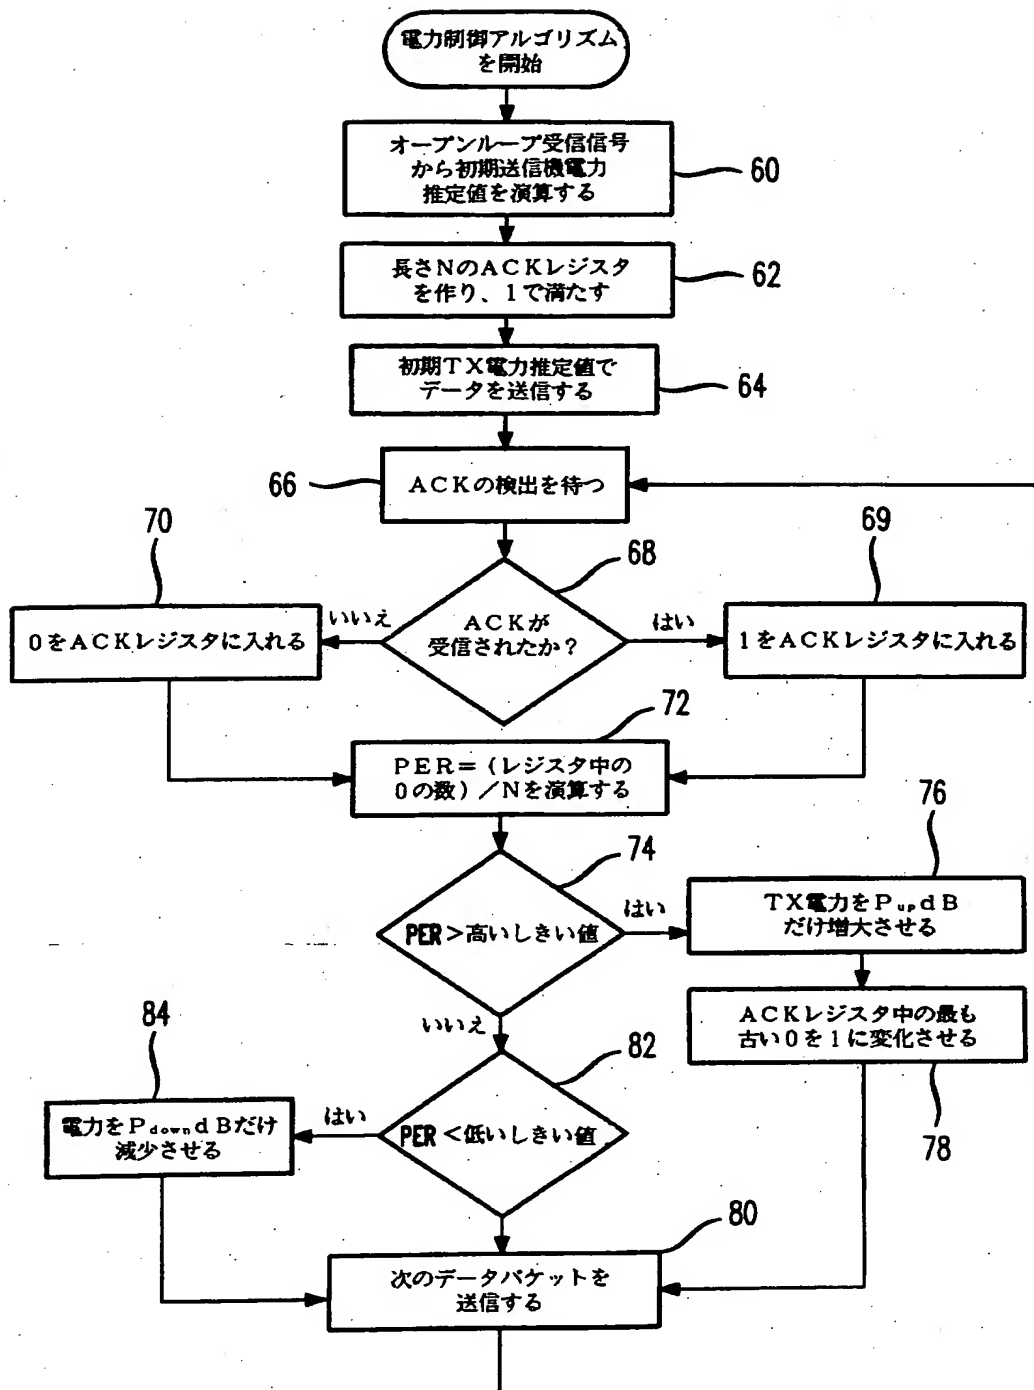 電力制御アルゴリズム
を開始
オープンループ受信信号
から初期送信機電力
推定値を演算する
60
長さNのACKレジスタ
を作り、1で満たす
62
初期TX電力推定値で
データを送信する
64
66
ACKの検出を待つ
70
68
69
0をACKレジスタに入れる
いいえ
ACKが
受信されたか?
はい
1をACKレジスタに入れる
72
PER=(レジスタ中の
0の数)/Nを演算する
74
76
PER>高いしきい値
はい
TX電力をPupdB
だけ増大させる
いいえ
ACKレジスタ中の最も
古い0を1に変化させる
78
84
82
電力をPdowndBだけ
減少させる
はい
PER<低いしきい値
80
次のデータパケットを
送信する